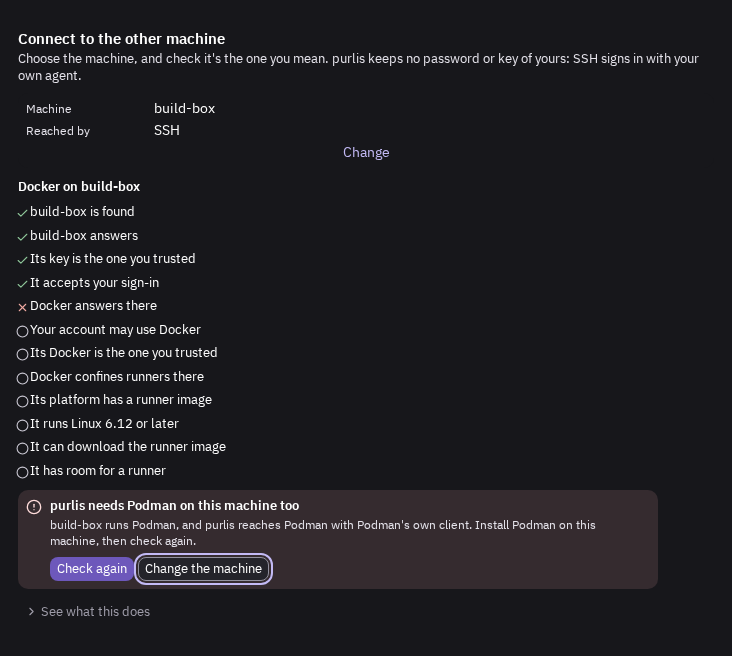 Connect to the other machine
Choose the machine, and check it's the one you mean. purlis keeps no password or key of yours: SSH signs in with your
own agent.
Machine build-box
Reached by SSH
Change
Docker on build-box
build-box is found
build-box answers
Its key is the one you trusted
It accepts your sign-in
Docker answers there
Your account may use Docker
Its Docker is the one you trusted
Docker confines runners there
Its platform has a runner image
It runs Linux 6.12 or later
It can download the runner image
It has room for a runner
purlis needs Podman on this machine too
build-box runs Podman, and purlis reaches Podman with Podman's own client. Install Podman on this
machine, then check again.
Check again Change the machine
See what this does